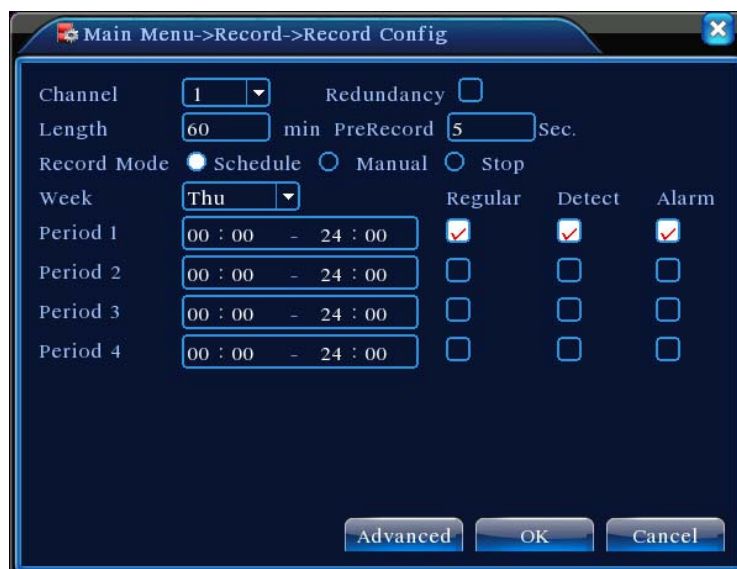 Main Menu->Record->Record Config
Channel 1 Redundancy
Length 60 min PreRecord 5 Sec.
Record Mode Schedule Manual Stop
Week Thu Regular Detect Alarm
Period 1 00 : 00 - 24 : 00
Period 2 00 : 00 - 24 : 00
Period 3 00 : 00 - 24 : 00
Period 4 00 : 00 - 24 : 00
Advanced OK Cancel